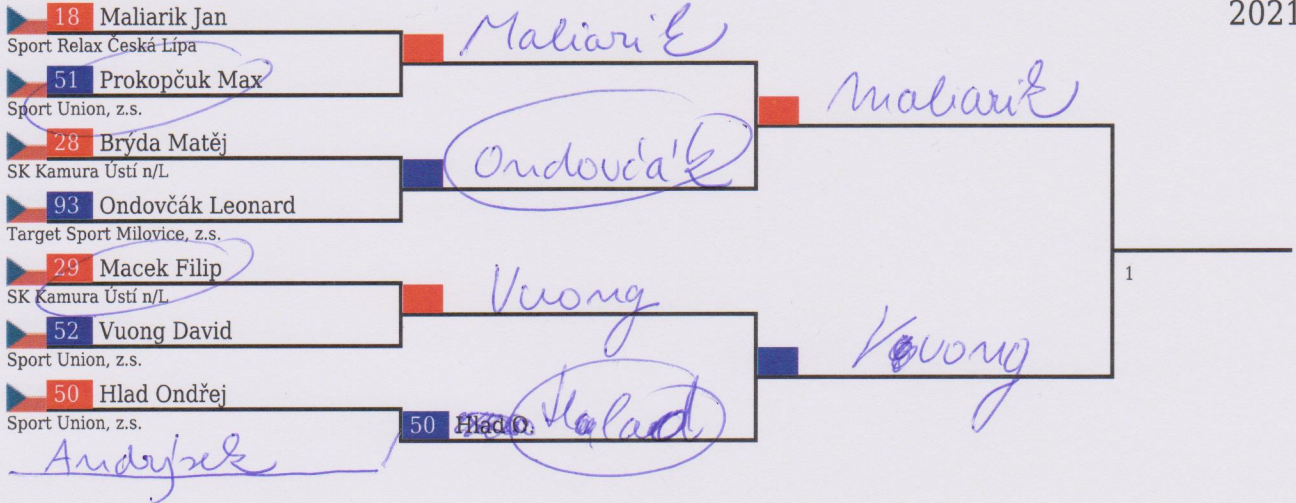 2021
18 Maliarik Jan
Sport Relax Česká Lípa
51 Prokopčuk Max
Sport Union, z.s.
28 Brýda Matěj
SK Kamura Ústí n/L
93 Ondovčák Leonard
Target Sport Milovice, z.s.
29 Macek Filip
SK Kamura Ústí n/L
52 Vuong David
Sport Union, z.s.
50 Hlad Ondřej
Sport Union, z.s.
Andrýsek
Maliarik
Ondovčák
Vuong
50 Hlad O.
Maliarik
Vuong
1